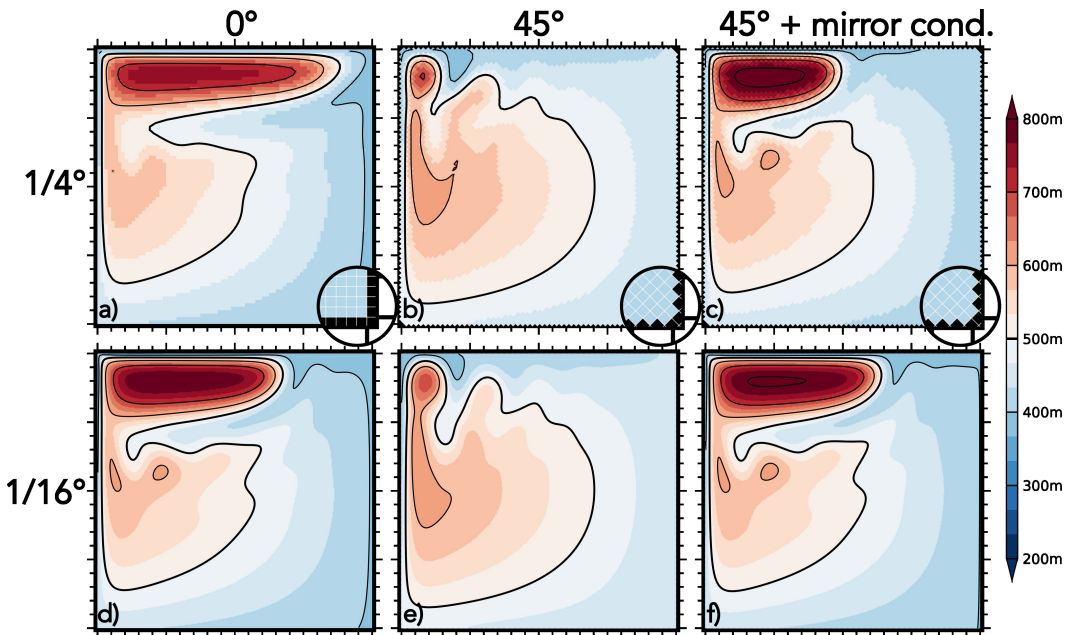 0° 45° 45° + mirror cond.
1/4°
a) b) c)
1/16°
d) e) f)
800m
700m
600m
500m
400m
300m
200m